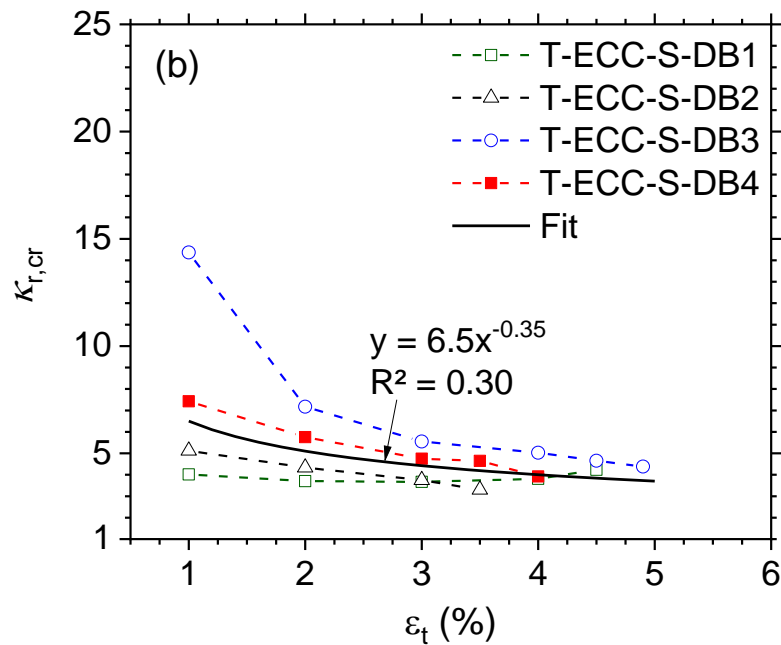 (b)
T-ECC-S-DB1
T-ECC-S-DB2
T-ECC-S-DB3
T-ECC-S-DB4
Fit
y = 6.5x^-0.35
R² = 0.30
κr,cr
25
20
15
10
5
1
1 2 3 4 5 6
εt (%)